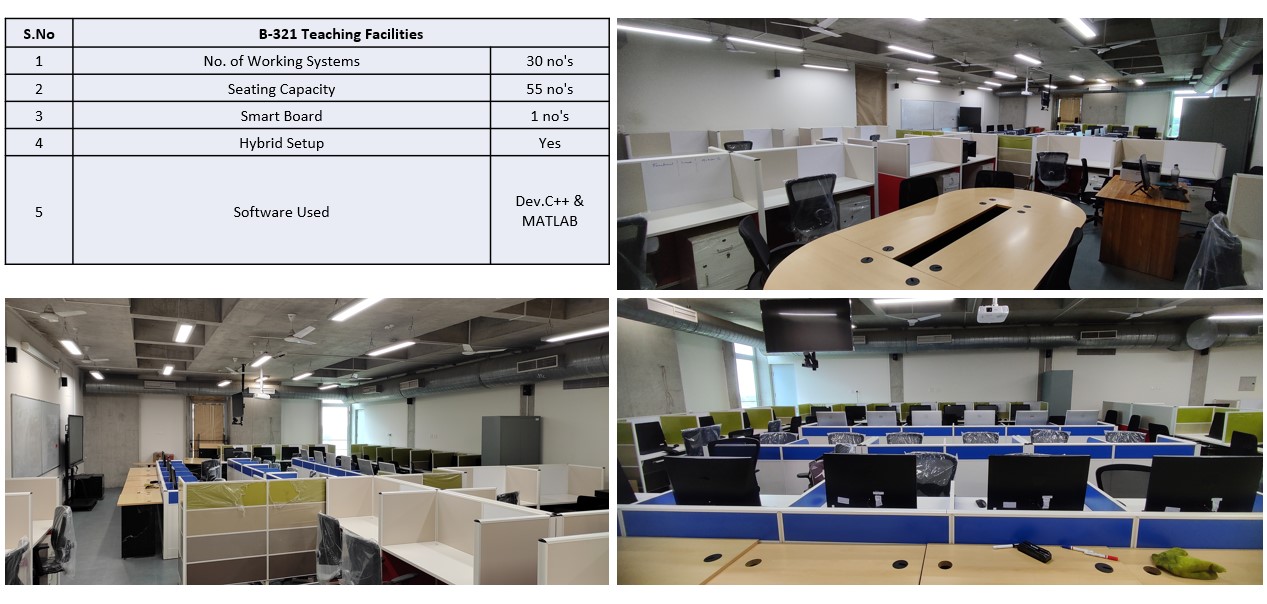 S.No B-321 Teaching Facilities
1 No. of Working Systems 30 no's
2 Seating Capacity 55 no's
3 Smart Board 1 no's
4 Hybrid Setup Yes
5 Software Used Dev.C++ &
MATLAB